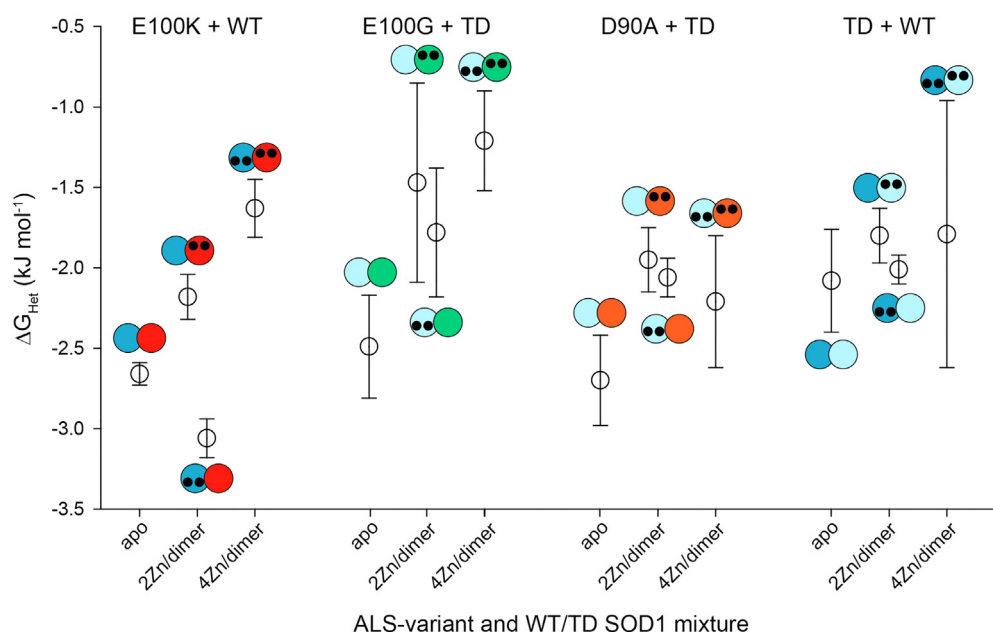 E100K + WT
E100G + TD
D90A + TD
TD + WT
ΔG_Het (kJ mol⁻¹)
-0.5
-1.0
-1.5
-2.0
-2.5
-3.0
-3.5
apo
2Zn/dimer
4Zn/dimer
apo
2Zn/dimer
4Zn/dimer
apo
2Zn/dimer
4Zn/dimer
apo
2Zn/dimer
4Zn/dimer
ALS-variant and WT/TD SOD1 mixture